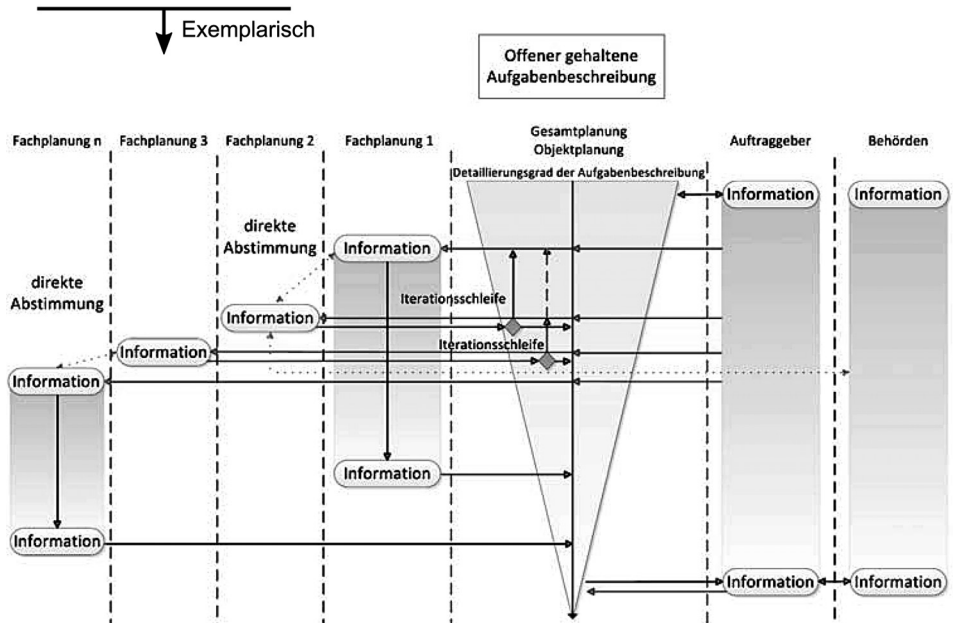 Exemplarisch
Offener gehaltene
Aufgabenbeschreibung
Fachplanung n
Fachplanung 3
Fachplanung 2
Fachplanung 1
Gesamtplanung
Objektplanung
Auftraggeber
Behörden
Detaillierungsgrad der Aufgabenbeschreibung
Information
Information
direkte
Abstimmung
Information
direkte
Abstimmung
Iterationsschleife
Information
Iterationsschleife
Information
Information
Information
Information
Information
Information